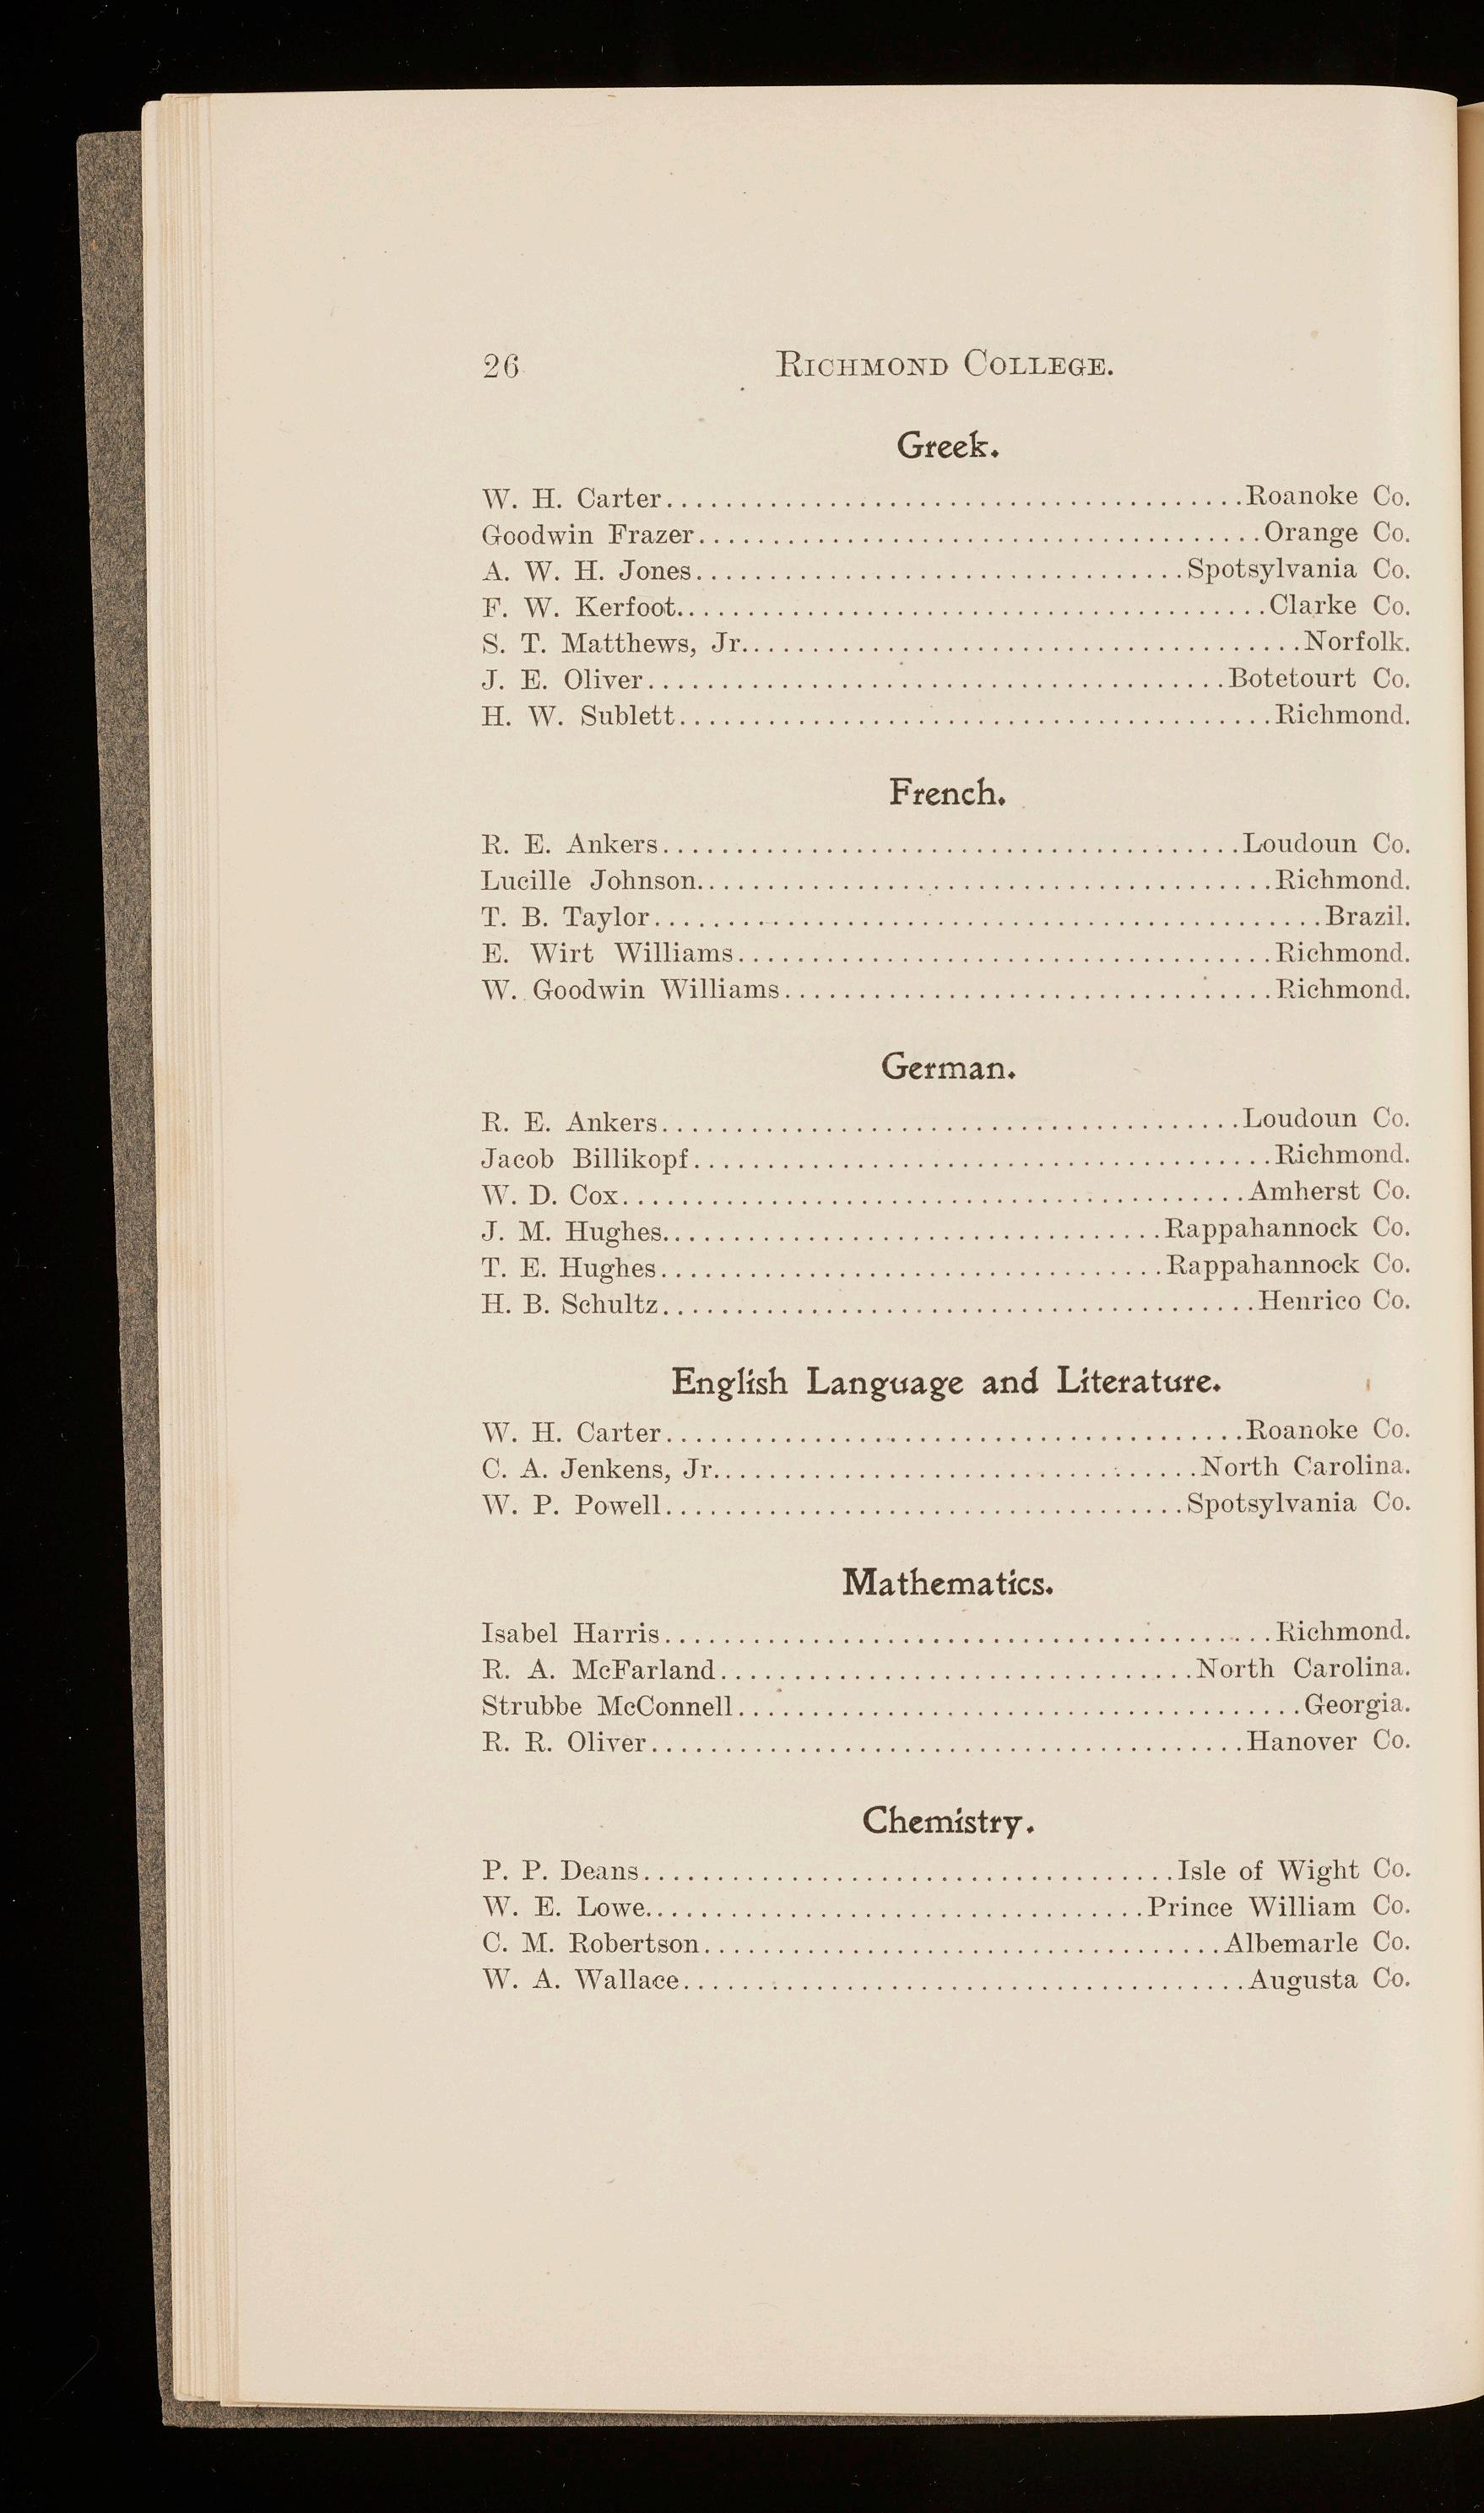 26 RICHMOND COLLEGE.
Greek.
W. H. Carter........................................Roanoke Co.
Goodwin Frazer......................................Orange Co.
A. W. H. Jones.................................Spotsylvania Co.
F. W. Kerfoot........................................Clarke Co.
S. T. Matthews, Jr......................................Norfolk.
J. E. Oliver.......................................Botetourt Co.
H. W. Sublett........................................Richmond.
French.
R. E. Ankers.......................................Loudoun Co.
Lucille Johnson.......................................Richmond.
T. B. Taylor.............................................Brazil.
E. Wirt Williams....................................Richmond.
W. Goodwin Williams.................................Richmond.
German.
R. E. Ankers.......................................Loudoun Co.
Jacob Billikopf.......................................Richmond.
W. D. Cox..........................................Amherst Co.
J. M. Hughes..................................Rappahannock Co.
T. E. Hughes..................................Rappahannock Co.
H. B. Schultz........................................Henrico Co.
English Language and Literature.
W. H. Carter.......................................Roanoke Co.
C. A. Jenkens, Jr.................................North Carolina.
W. P. Powell...................................Spotsylvania Co.
Mathematics.
Isabel Harris.........................................Richmond.
R. A. McFarland................................North Carolina.
Strubbe McConnell......................................Georgia.
R. R. Oliver........................................Hanover Co.
Chemistry.
P. P. Deans....................................Isle of Wight Co.
W. E. Lowe..................................Prince William Co.
C. M. Robertson...................................Albemarle Co.
W. A. Wallace......................................Augusta Co.